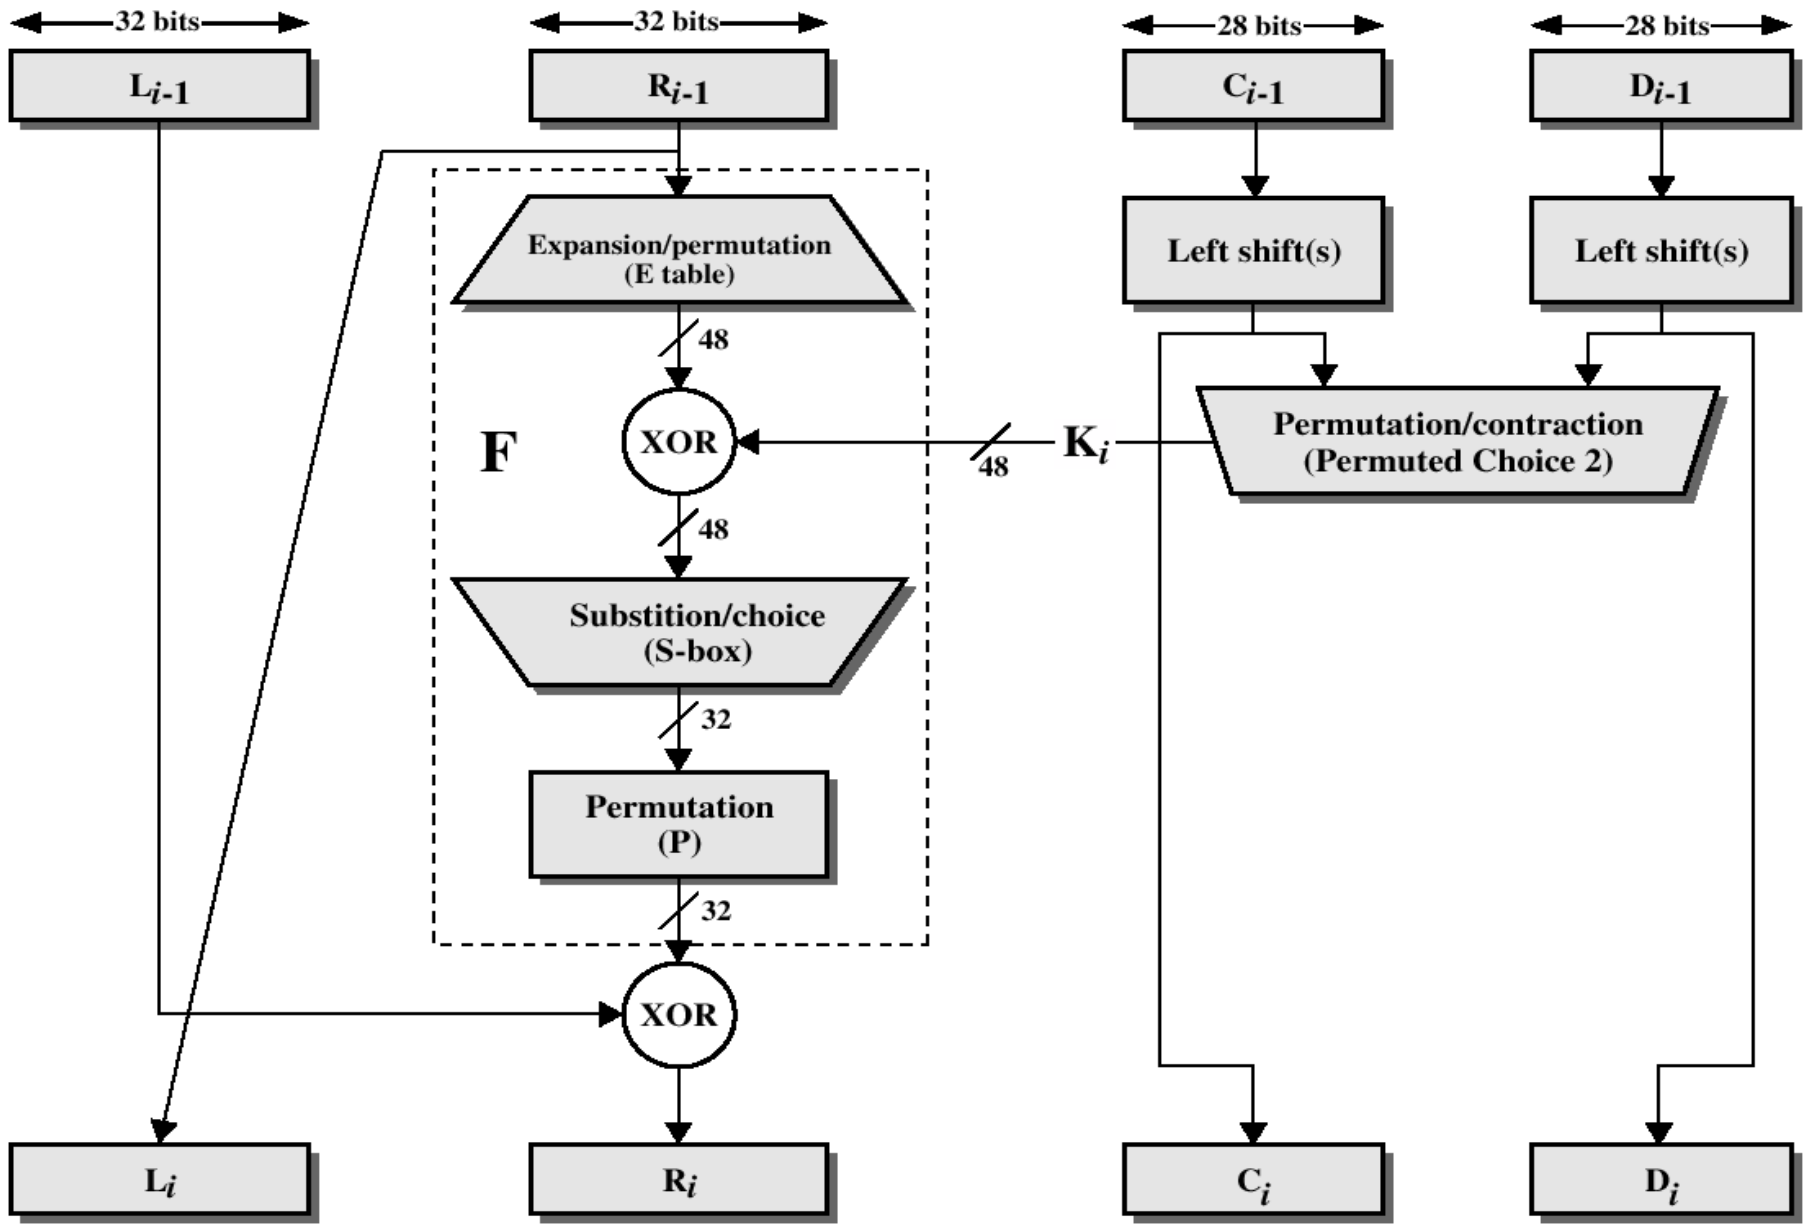 32 bits
32 bits
28 bits
28 bits
Li-1
Ri-1
Ci-1
Di-1
Expansion/permutation
(E table)
Left shift(s)
Left shift(s)
48
F
XOR
48
Ki
Permutation/contraction
(Permuted Choice 2)
48
Substition/choice
(S-box)
32
Permutation
(P)
32
XOR
Li
Ri
Ci
Di